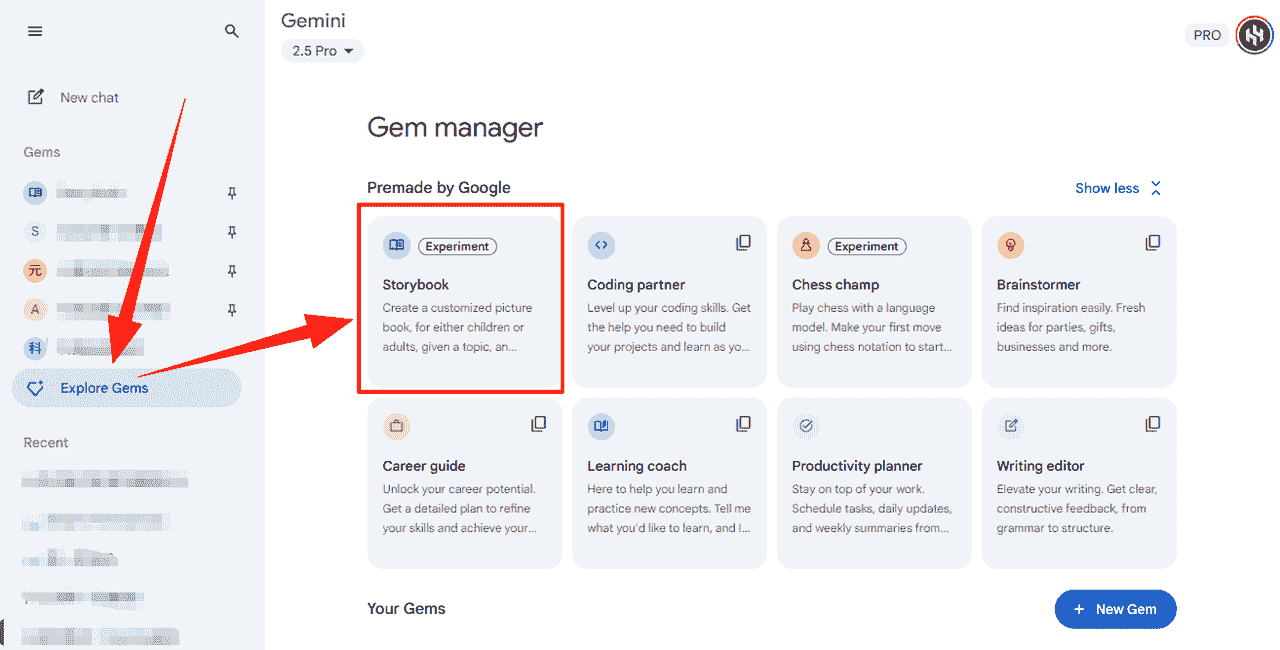 Gemini
2.5 Pro
PRO
New chat
Gems
S
元
A
科
Explore Gems
Recent
Gem manager
Premade by Google
Show less
Experiment
Storybook
Create a customized picture
book, for either children or
adults, given a topic, an...
Coding partner
Level up your coding skills. Get
the help you need to build
your projects and learn as yo...
Experiment
Chess champ
Play chess with a language
model. Make your first move
using chess notation to start...
Brainstormer
Find inspiration easily. Fresh
ideas for parties, gifts,
businesses and more.
Career guide
Unlock your career potential.
Get a detailed plan to refine
your skills and achieve your...
Learning coach
Here to help you learn and
practice new concepts. Tell me
what you'd like to learn, and i...
Productivity planner
Stay on top of your work.
Schedule tasks, daily updates,
and weekly summaries from...
Writing editor
Elevate your writing. Get clear,
constructive feedback, from
grammar to structure.
Your Gems
+ New Gem